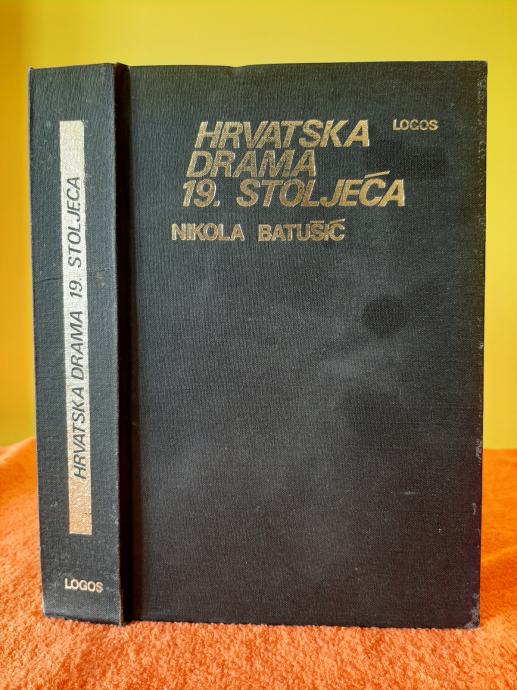 HRVATSKA
DRAMA
19. STOLJEĆA
LOGOS
NIKOLA BATUŠIĆ
HRVATSKA DRAMA 19. STOLJEĆA
LOGOS